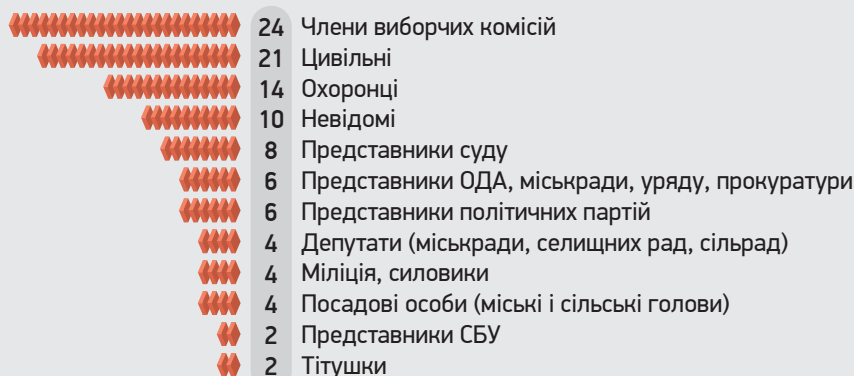 24 Члени виборчих комісій
21 Цивільні
14 Охоронці
10 Невідомі
8 Представники суду
6 Представники ОДА, міськради, уряду, прокуратури
6 Представники політичних партій
4 Депутати (міськради, селищних рад, сільрад)
4 Міліція, силовики
4 Посадові особи (міські і сільські голови)
2 Представники СБУ
2 Тітушки